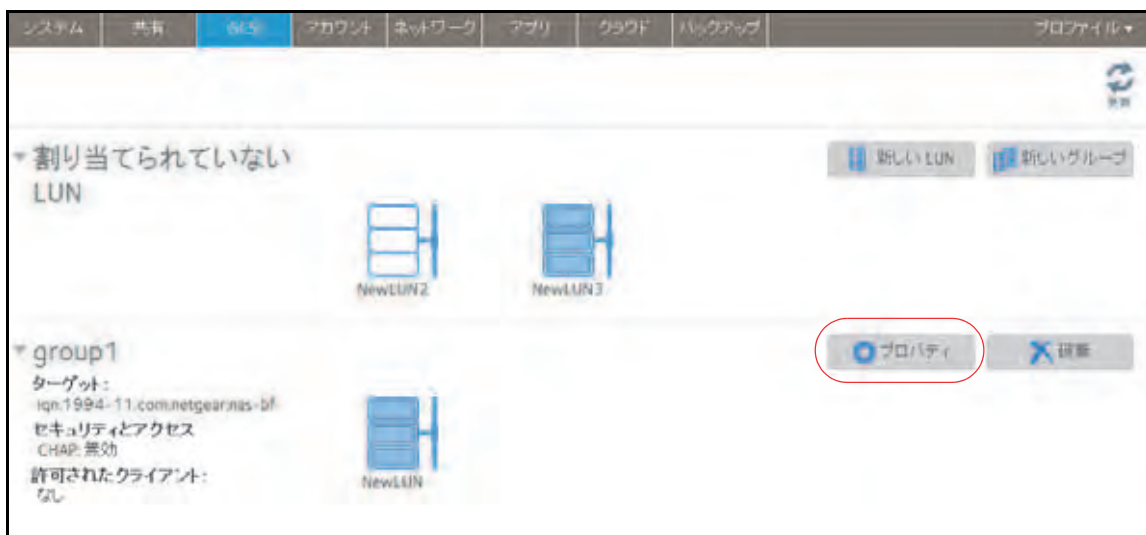 システム 共有 iSCSI アカウント ネットワーク アプリ クラウド バックアップ プロファイル ▾
更新
割り当てられていない
LUN
新しい LUN 新しいグループ
NewLUN2 NewLUN3
group1
プロパティ 破棄
ターゲット:
iqn.1994-11.com.netgear:nas-bf
セキュリティとアクセス
CHAP: 無効
許可されたクライアント:
なし
NewLUN